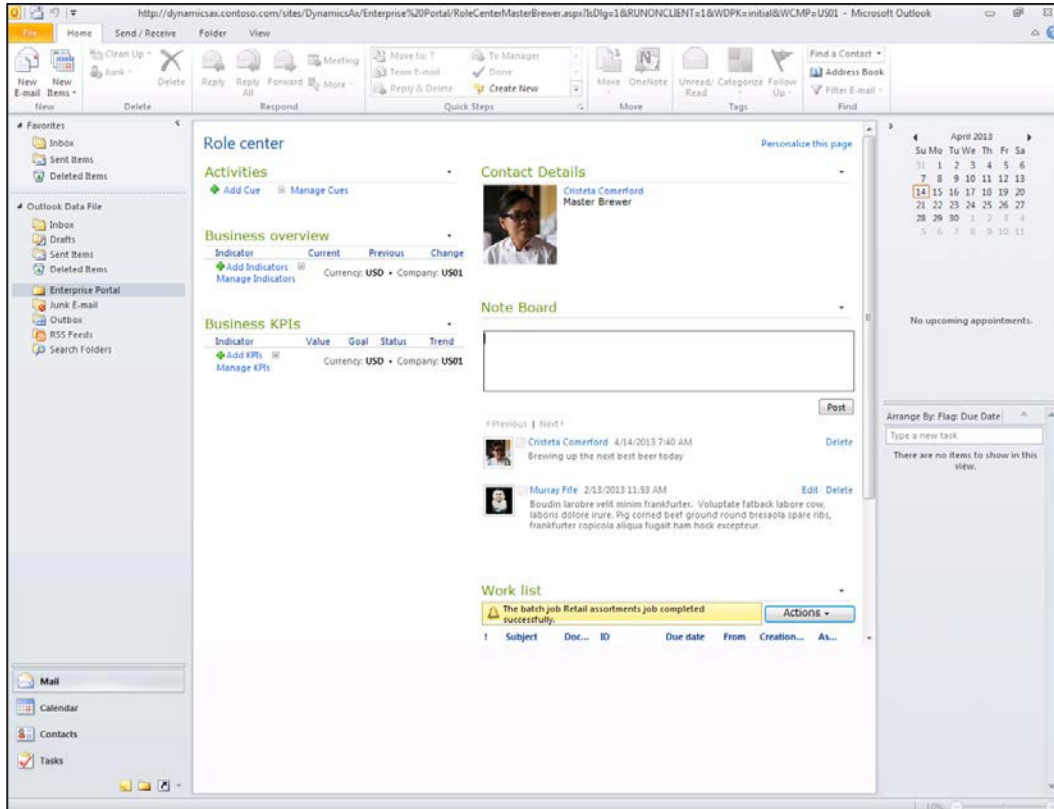 http://dynamicsax.contoso.com/sites/DynamicsAx/Enterprise%20Portal/RoleCenterMasterBrewer.aspx?IsDlg=1&RUNONCLIENT=1&WDPK=initial&WCMP=US01 - Microsoft Outlook
File Home Send / Receive Folder View
New E-mail
New Items
New
Clean Up
Junk
Delete
Delete
Reply
Reply All
Forward
Meeting
More
Respond
Move to: ?
Team E-mail
Reply & Delete
To Manager
Done
Create New
Quick Steps
Move
OneNote
Move
Unread/ Read
Categorize
Follow Up
Tags
Find a Contact
Address Book
Filter E-mail
Find
Favorites
Inbox
Sent Items
Deleted Items
Outlook Data File
Inbox
Drafts
Sent Items
Deleted Items
Enterprise Portal
Junk E-mail
Outbox
RSS Feeds
Search Folders
Mail
Calendar
Contacts
Tasks
Role center
Personalize this page
Activities
Add Cue Manage Cues
Business overview
Indicator Current Previous Change
Add Indicators
Manage Indicators
Currency: USD • Company: US01
Business KPIs
Indicator Value Goal Status Trend
Add KPIs
Manage KPIs
Currency: USD • Company: US01
Contact Details
Cristeta Comerford
Master Brewer
Note Board
Post
Previous | Next
Cristeta Comerford 4/14/2013 7:40 AM Delete
Brewing up the next best beer today
Murray Fife 2/13/2013 11:53 AM Edit | Delete
Boudin larobre velit minim frankfurter. Voluptate fatback labore cow,
laboris dolore irure. Pig corned beef ground round bresaola spare ribs,
frankfurter copicola aliqua fugait ham hock excepteur.
Work list
The batch job Retail assortments job completed
successfully.
Actions
! Subject Doc... ID Due date From Creation... As...
April 2013
Su Mo Tu We Th Fr Sa
31 1 2 3 4 5 6
7 8 9 10 11 12 13
14 15 16 17 18 19 20
21 22 23 24 25 26 27
28 29 30 1 2 3 4
5 6 7 8 9 10 11
No upcoming appointments.
Arrange By: Flag: Due Date
Type a new task
There are no items to show in this
view.
10%